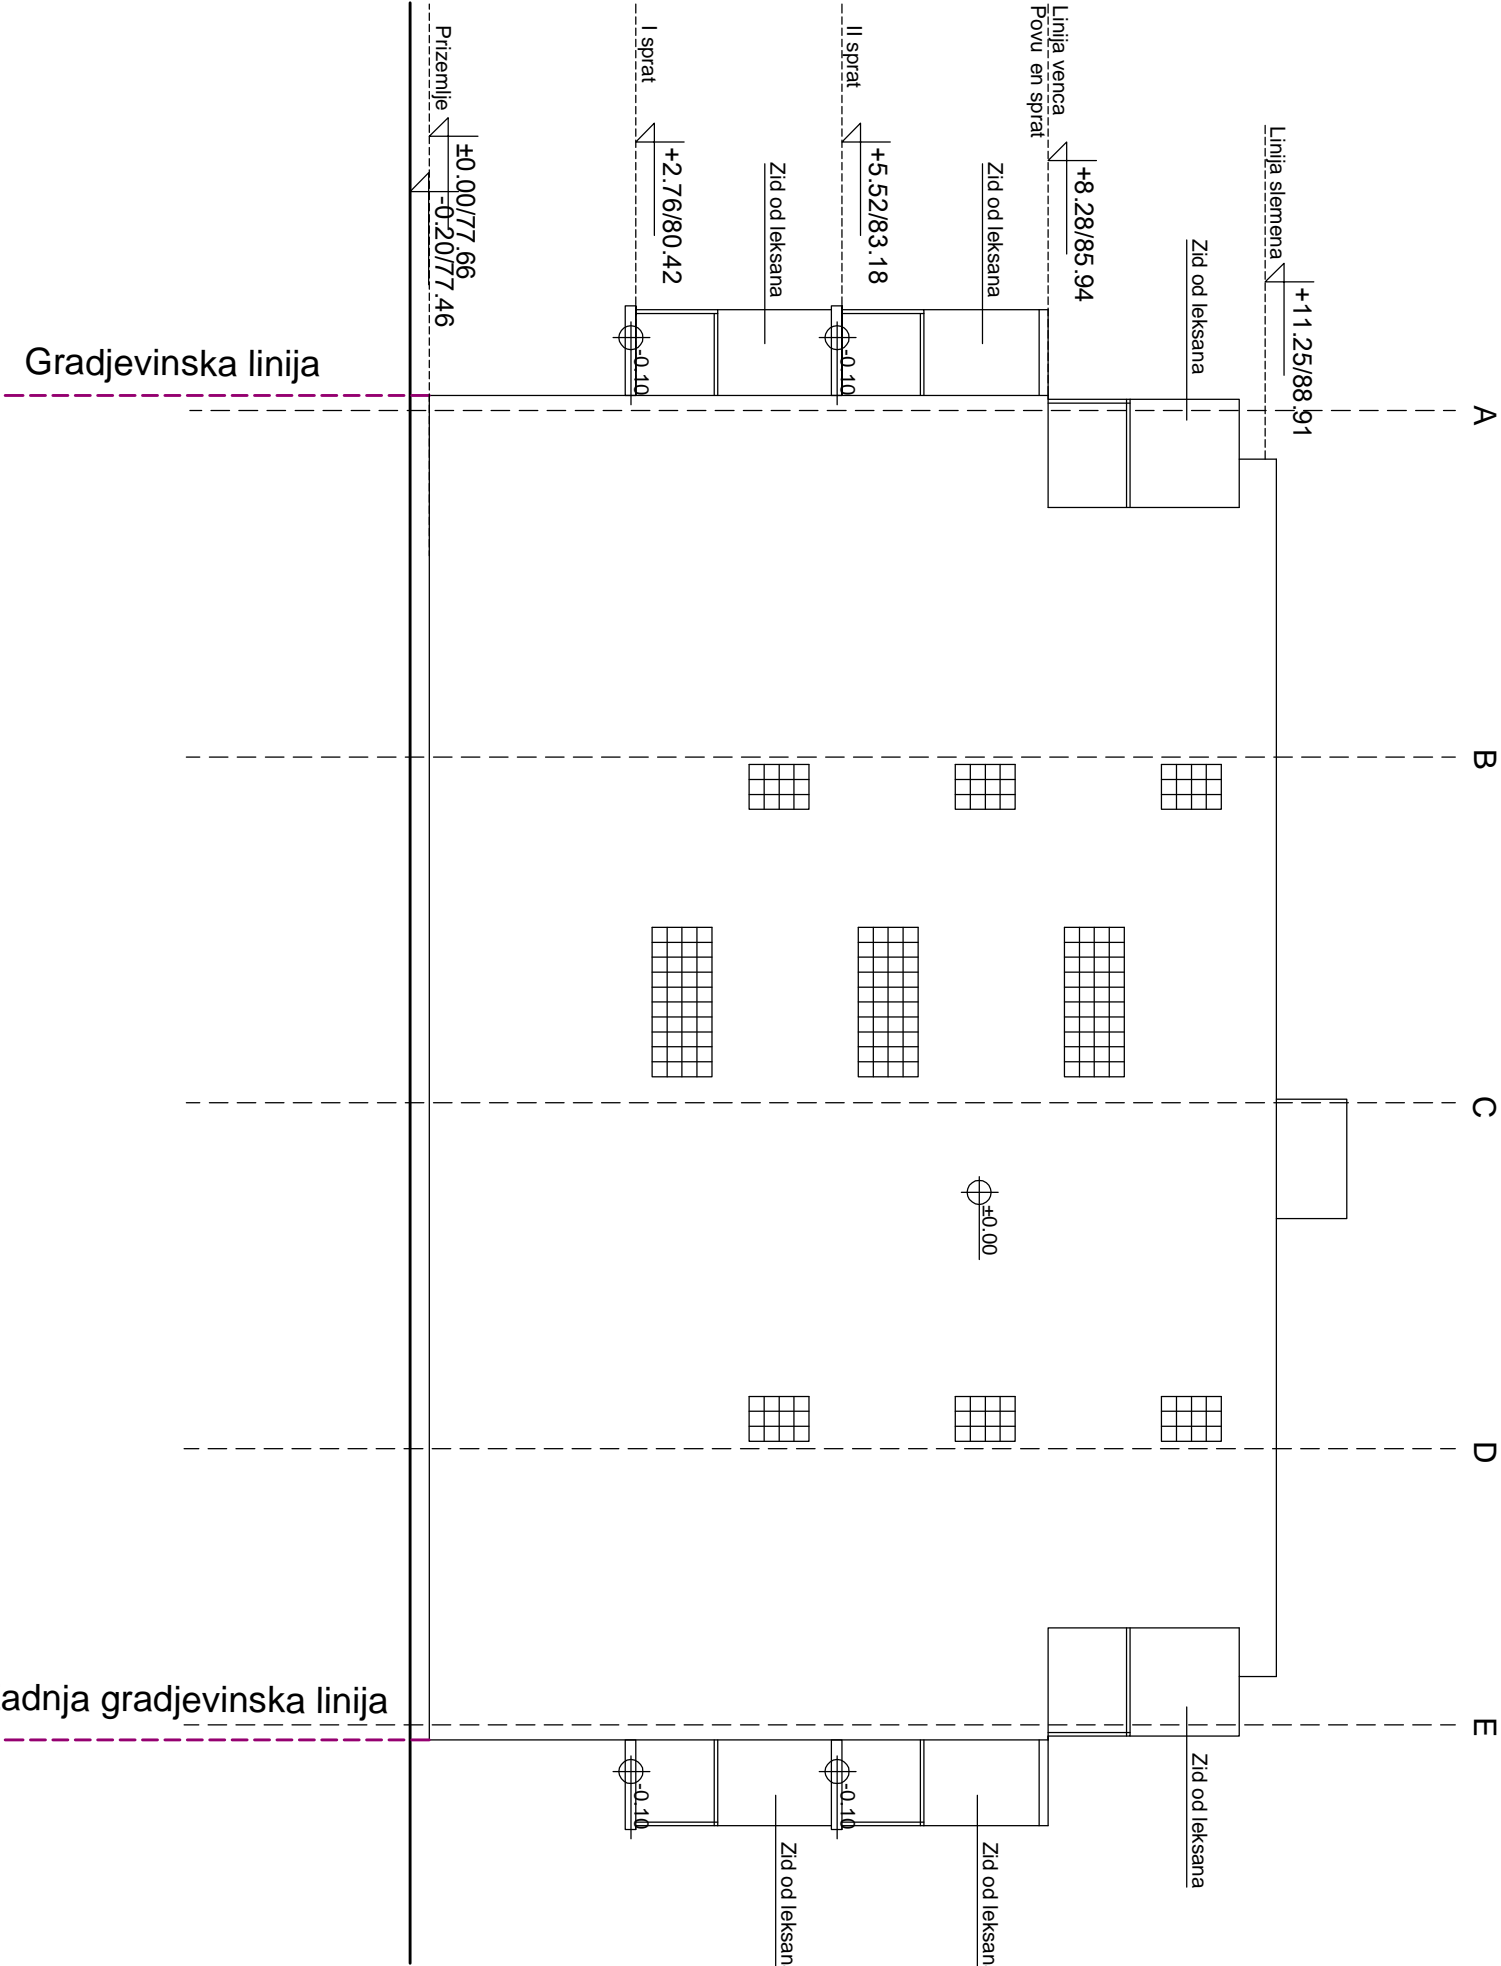 A
B
C
D
E
Linija slemena
+11.25/88.91
Zid od leksana
Linija venca
Povu en sprat
+8.28/85.94
Zid od leksana
II sprat
+5.52/83.18
Zid od leksana
I sprat
+2.76/80.42
Prizemlje
±0.00/77.66
-0.20/77.46
-0.10
-0.10
Gradjevinska linija
±0.00
adnja gradjevinska linija
-0.10
-0.10
Zid od leksana
Zid od leksan
Zid od leksan